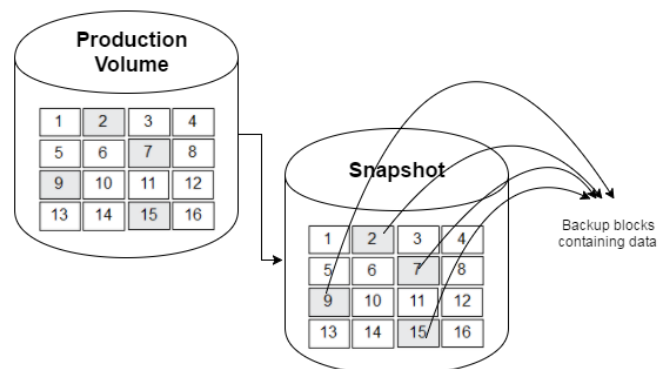 Production
Volume
1 2 3 4
5 6 7 8
9 10 11 12
13 14 15 16
Snapshot
1 2 3 4
5 6 7 8
9 10 11 12
13 14 15 16
Backup blocks
containing data